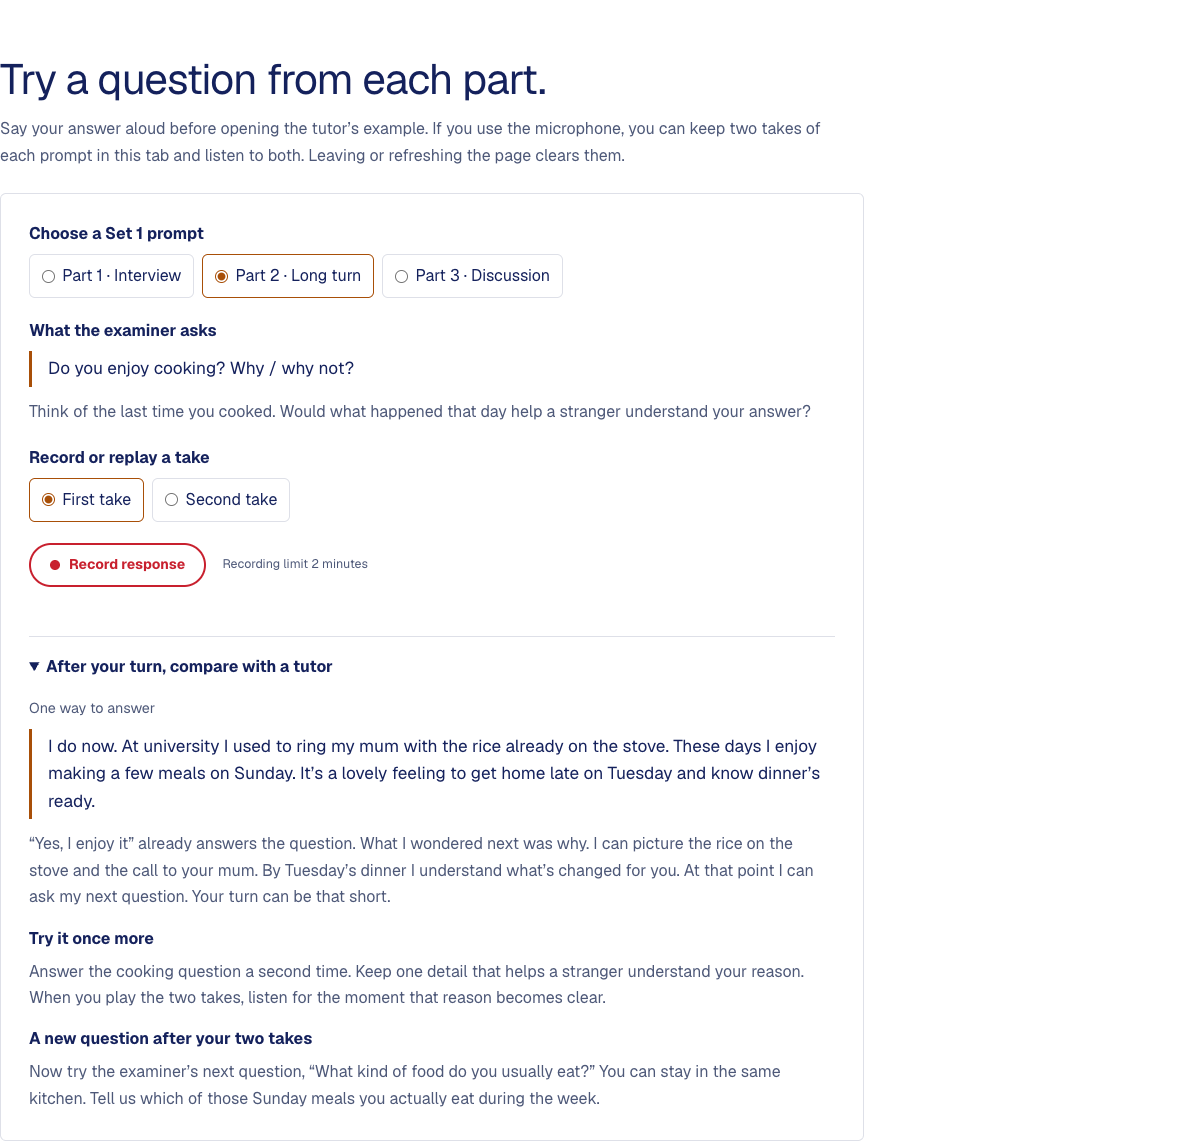 Try a question from each part.
Say your answer aloud before opening the tutor’s example. If you use the microphone, you can keep two takes of
each prompt in this tab and listen to both. Leaving or refreshing the page clears them.
Choose a Set 1 prompt
Part 1 · Interview
Part 2 · Long turn
Part 3 · Discussion
What the examiner asks
Do you enjoy cooking? Why / why not?
Think of the last time you cooked. Would what happened that day help a stranger understand your answer?
Record or replay a take
First take
Second take
Record response
Recording limit 2 minutes
After your turn, compare with a tutor
One way to answer
I do now. At university I used to ring my mum with the rice already on the stove. These days I enjoy
making a few meals on Sunday. It’s a lovely feeling to get home late on Tuesday and know dinner’s
ready.
“Yes, I enjoy it” already answers the question. What I wondered next was why. I can picture the rice on the
stove and the call to your mum. By Tuesday’s dinner I understand what’s changed for you. At that point I can
ask my next question. Your turn can be that short.
Try it once more
Answer the cooking question a second time. Keep one detail that helps a stranger understand your reason.
When you play the two takes, listen for the moment that reason becomes clear.
A new question after your two takes
Now try the examiner’s next question, “What kind of food do you usually eat?” You can stay in the same
kitchen. Tell us which of those Sunday meals you actually eat during the week.